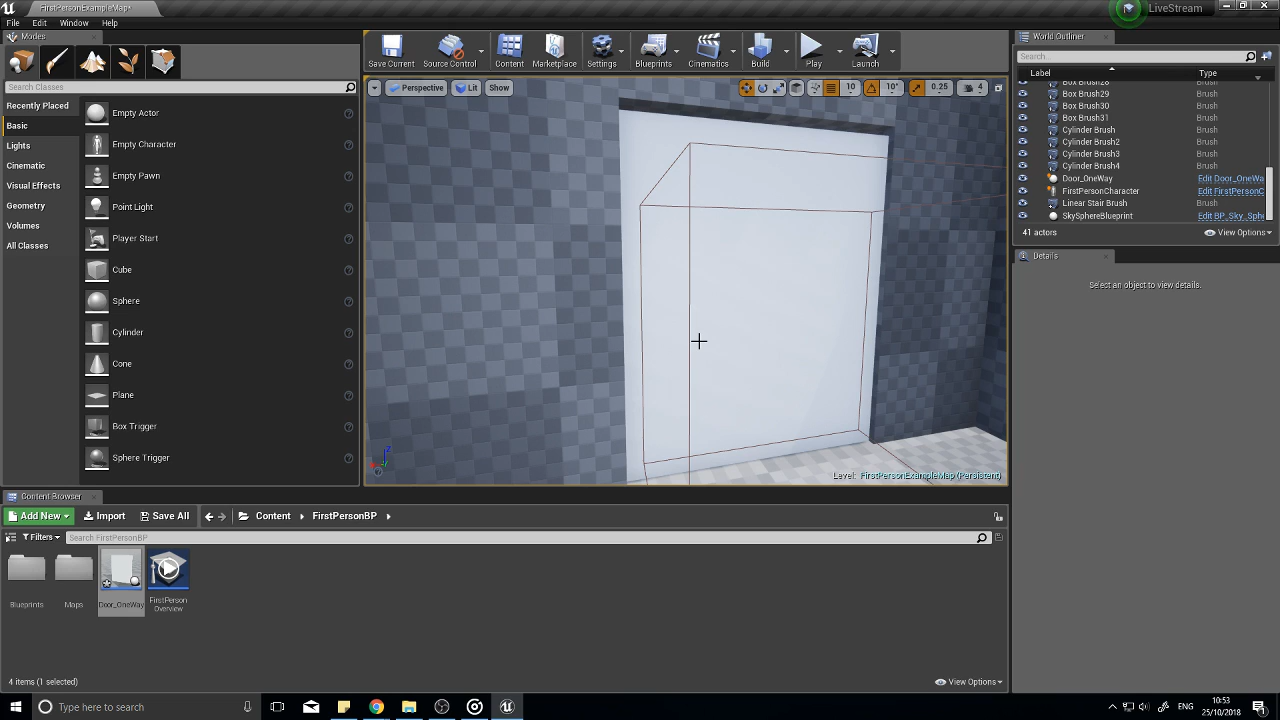 FirstPersonExampleMap*
LiveStream
File Edit Window Help
Modes
Search Classes
Recently Placed
Basic
Lights
Cinematic
Visual Effects
Geometry
Volumes
All Classes
Empty Actor
Empty Character
Empty Pawn
Point Light
Player Start
Cube
Sphere
Cylinder
Cone
Plane
Box Trigger
Sphere Trigger
Save Current
Source Control
Content
Marketplace
Settings
Blueprints
Cinematics
Build
Play
Launch
Perspective Lit Show
10 10° 0.25 4
Level: FirstPersonExampleMap (Persistent)
World Outliner
Search...
Label Type
Box Brush29 Brush
Box Brush30 Brush
Box Brush31 Brush
Cylinder Brush Brush
Cylinder Brush2 Brush
Cylinder Brush3 Brush
Cylinder Brush4 Brush
Door_OneWay Edit Door_OneWa
FirstPersonCharacter Edit FirstPersonC
Linear Stair Brush Brush
SkySphereBlueprint Edit BP_Sky_Sphe
41 actors
View Options
Details
Select an object to view details.
Content Browser
Add New Import Save All Content FirstPersonBP
Filters Search FirstPersonBP
Blueprints
Maps
Door_OneWay
FirstPerson
Overview
4 items (1 selected)
View Options
Type here to search
ENG
10:53
25/10/2018